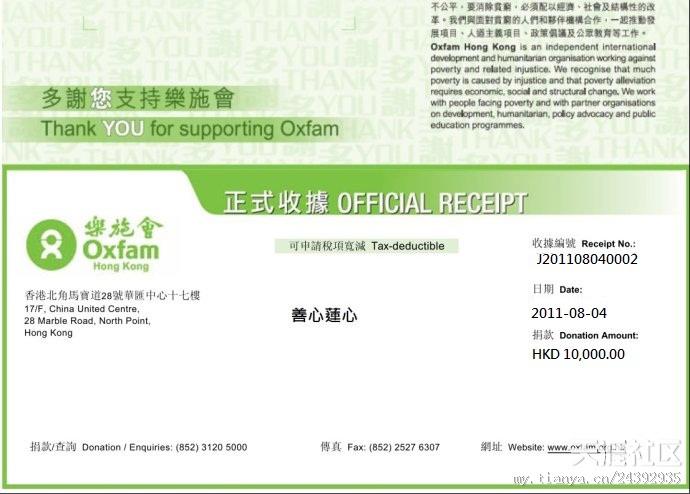 不公平，要消除貧窮，必須配以經濟、社會及結構性的改
革。我們與面對貧窮的人們和夥伴機構合作，一起推動發
展項目、人道主義項目、政策倡議及公眾教育等工作。
Oxfam Hong Kong is an independent international
development and humanitarian organisation working against
poverty and related injustice. We recognise that much
poverty is caused by injustice and that poverty alleviation
requires economic, social and structural change. We work
with people facing poverty and with partner organisations
on development, humanitarian, policy advocacy and public
education programmes.
多謝您支持樂施會
Thank YOU for supporting Oxfam
正式收據 OFFICIAL RECEIPT
樂施會
Oxfam
Hong Kong
可申請稅項寬減 Tax-deductible
收據編號 Receipt No.:
J201108040002
香港北角馬寶道28號華匯中心十七樓
17/F, China United Centre,
28 Marble Road, North Point,
Hong Kong
善心蓮心
日期 Date:
2011-08-04
捐款 Donation Amount:
HKD 10,000.00
捐款/查詢 Donation / Enquiries: (852) 3120 5000
傳真 Fax: (852) 2527 6307
網址 Website:
天涯社区
my.tianya.cn/24392935